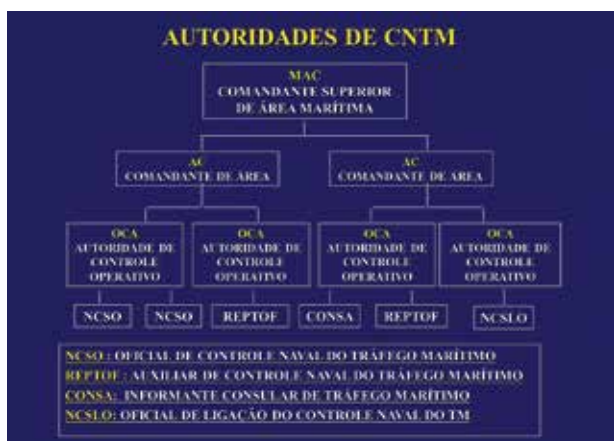 AUTORIDADES DE CNTM
MAC
COMANDANTE SUPERIOR
DE ÁREA MARÍTIMA
AC
COMANDANTE DE ÁREA
AC
COMANDANTE DE ÁREA
OCA
AUTORIDADE DE
CONTROLE
OPERATIVO
OCA
AUTORIDADE DE
CONTROLE
OPERATIVO
OCA
AUTORIDADE DE
CONTROLE
OPERATIVO
OCA
AUTORIDADE DE
CONTROLE
OPERATIVO
NCSO
NCSO
REPTOF
CONSA
REPTOF
NCSLO
NCSO : OFICIAL DE CONTROLE NAVAL DO TRÁFEGO MARÍTIMO
REPTOF : AUXILIAR DE CONTROLE NAVAL DO TRÁFEGO MARÍTIMO
CONSA: INFORMANTE CONSULAR DE TRÁFEGO MARÍTIMO
NCSLO: OFICIAL DE LIGAÇÃO DO CONTROLE NAVAL DO TM